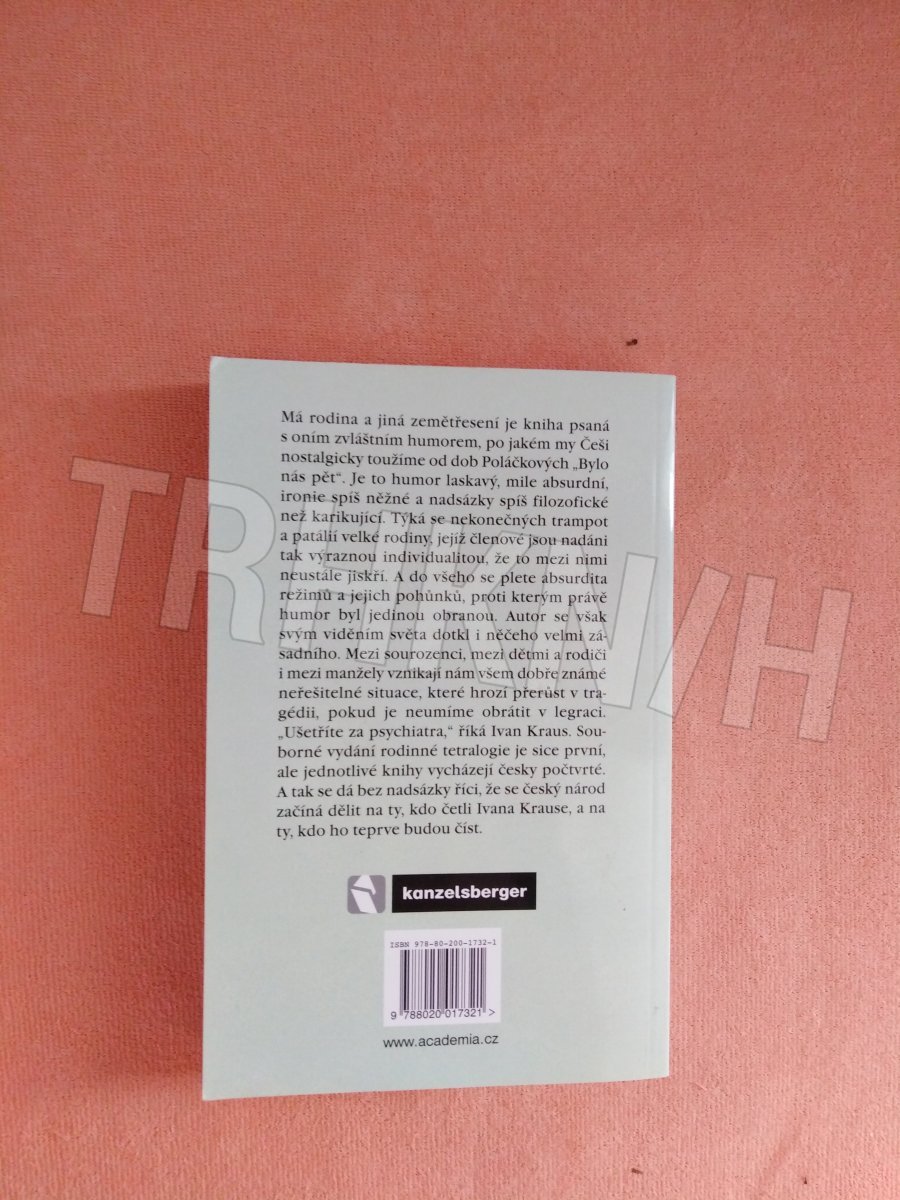 Má rodina a jiná zemětřesení je kniha psaná
s oním zvláštním humorem, po jakém my Češi
nostalgicky toužíme od dob Poláčkových „Bylo
nás pět“. Je to humor laskavý, mile absurdní,
ironie spíš něžné a nadsázky spíš filozofické
než karikující. Týká se nekonečných trampot
a patálií velké rodiny, jejíž členové jsou nadáni
tak výraznou individualitou, že to mezi nimi
neustále jiskří. A do všeho se plete absurdita
režimů a jejich pohůnků, proti kterým právě
humor byl jedinou obranou. Autor se však
svým viděním světa dotkl i něčeho velmi zá-
sadního. Mezi sourozenci, mezi dětmi a rodiči
i mezi manžely vznikají nám všem dobře známé
neřešitelné situace, které hrozí přerůst v tra-
gédii, pokud je neumíme obrátit v legraci.
„Ušetříte za psychiatra,“ říká Ivan Kraus. Sou-
borné vydání rodinné tetralogie je sice první,
ale jednotlivé knihy vycházejí česky počtvrté.
A tak se dá bez nadsázky říci, že se český národ
začíná dělit na ty, kdo četli Ivana Krause, a na
ty, kdo ho teprve budou číst.
kanzelsberger
ISBN 978-80-200-1732-1
9 788020 017321 >
www.academia.cz
TRHKNIH